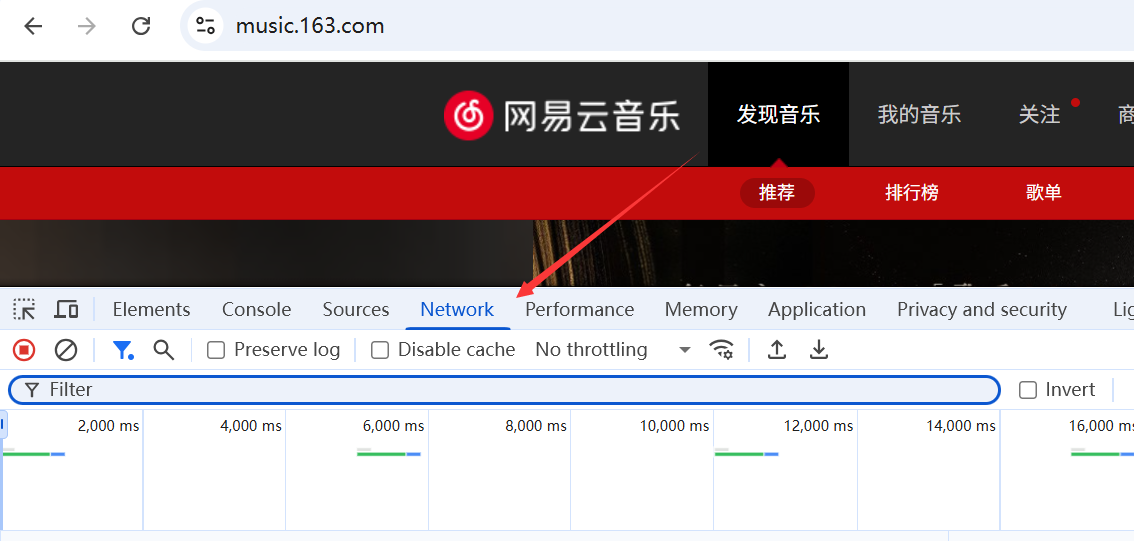 music.163.com
网易云音乐 发现音乐 我的音乐 关注
推荐 排行榜 歌单
Elements Console Sources Network Performance Memory Application Privacy and security
Preserve log Disable cache No throttling
Filter Invert
2,000 ms 4,000 ms 6,000 ms 8,000 ms 10,000 ms 12,000 ms 14,000 ms 16,000